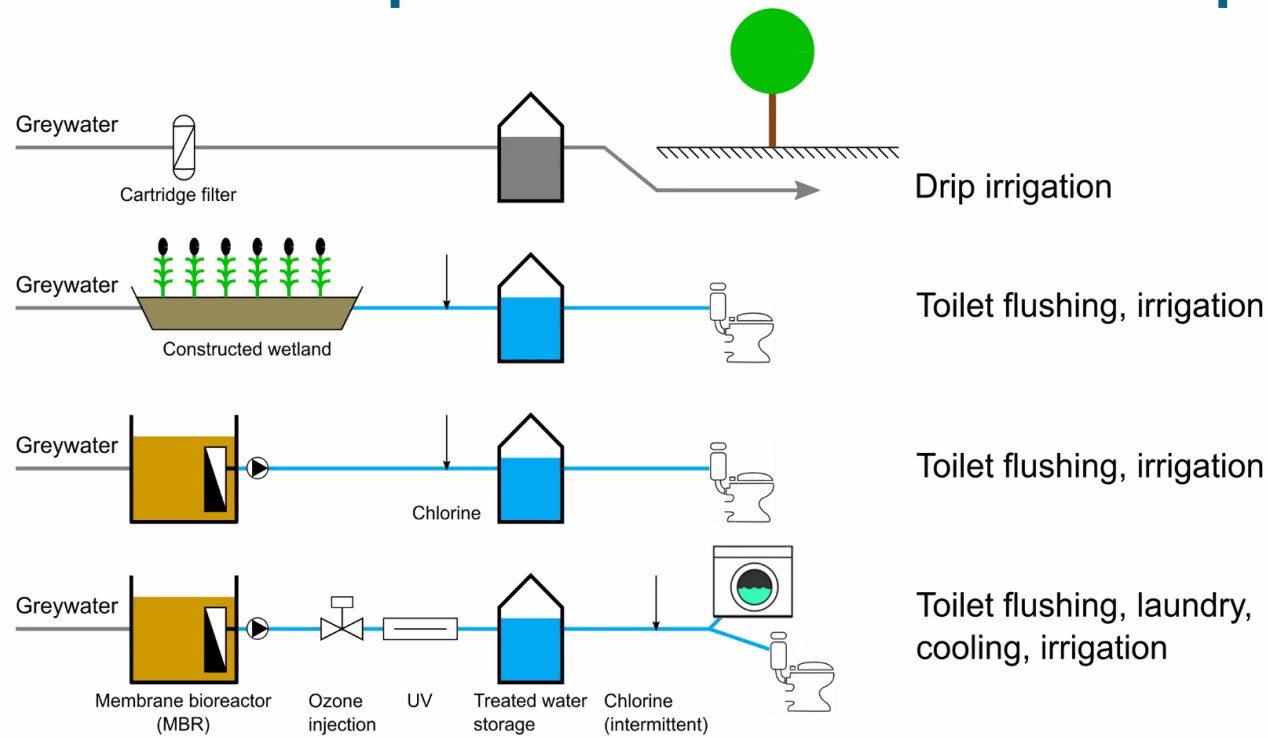 Greywater
Cartridge filter
Drip irrigation
Greywater
Constructed wetland
Toilet flushing, irrigation
Greywater
Chlorine
Toilet flushing, irrigation
Greywater
Toilet flushing, laundry,
cooling, irrigation
Membrane bioreactor
(MBR)
Ozone
injection
UV
Treated water
storage
Chlorine
(intermittent)